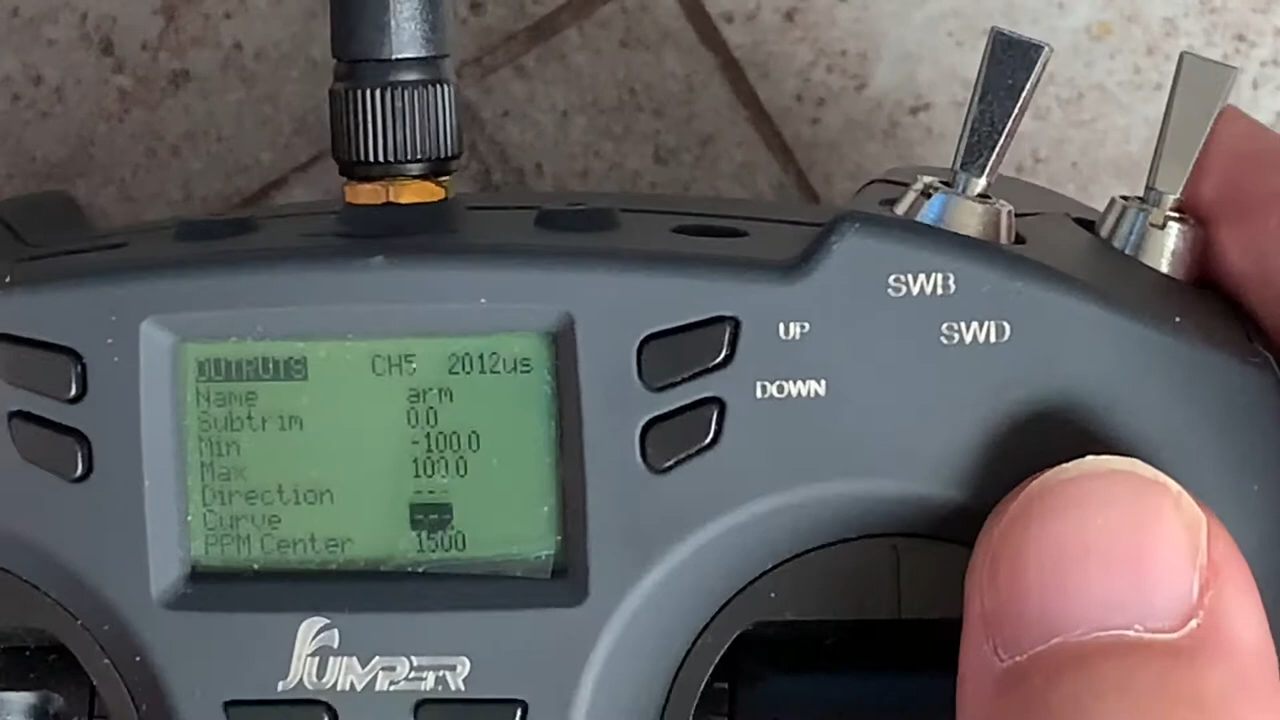 OUTPUTS CH5 2012us
Name arm
Subtrim 0.0
Min -100.0
Max 100.0
Direction ---
Curve ---
PPM Center 1500
SWB
UP
SWD
DOWN
JUMPER